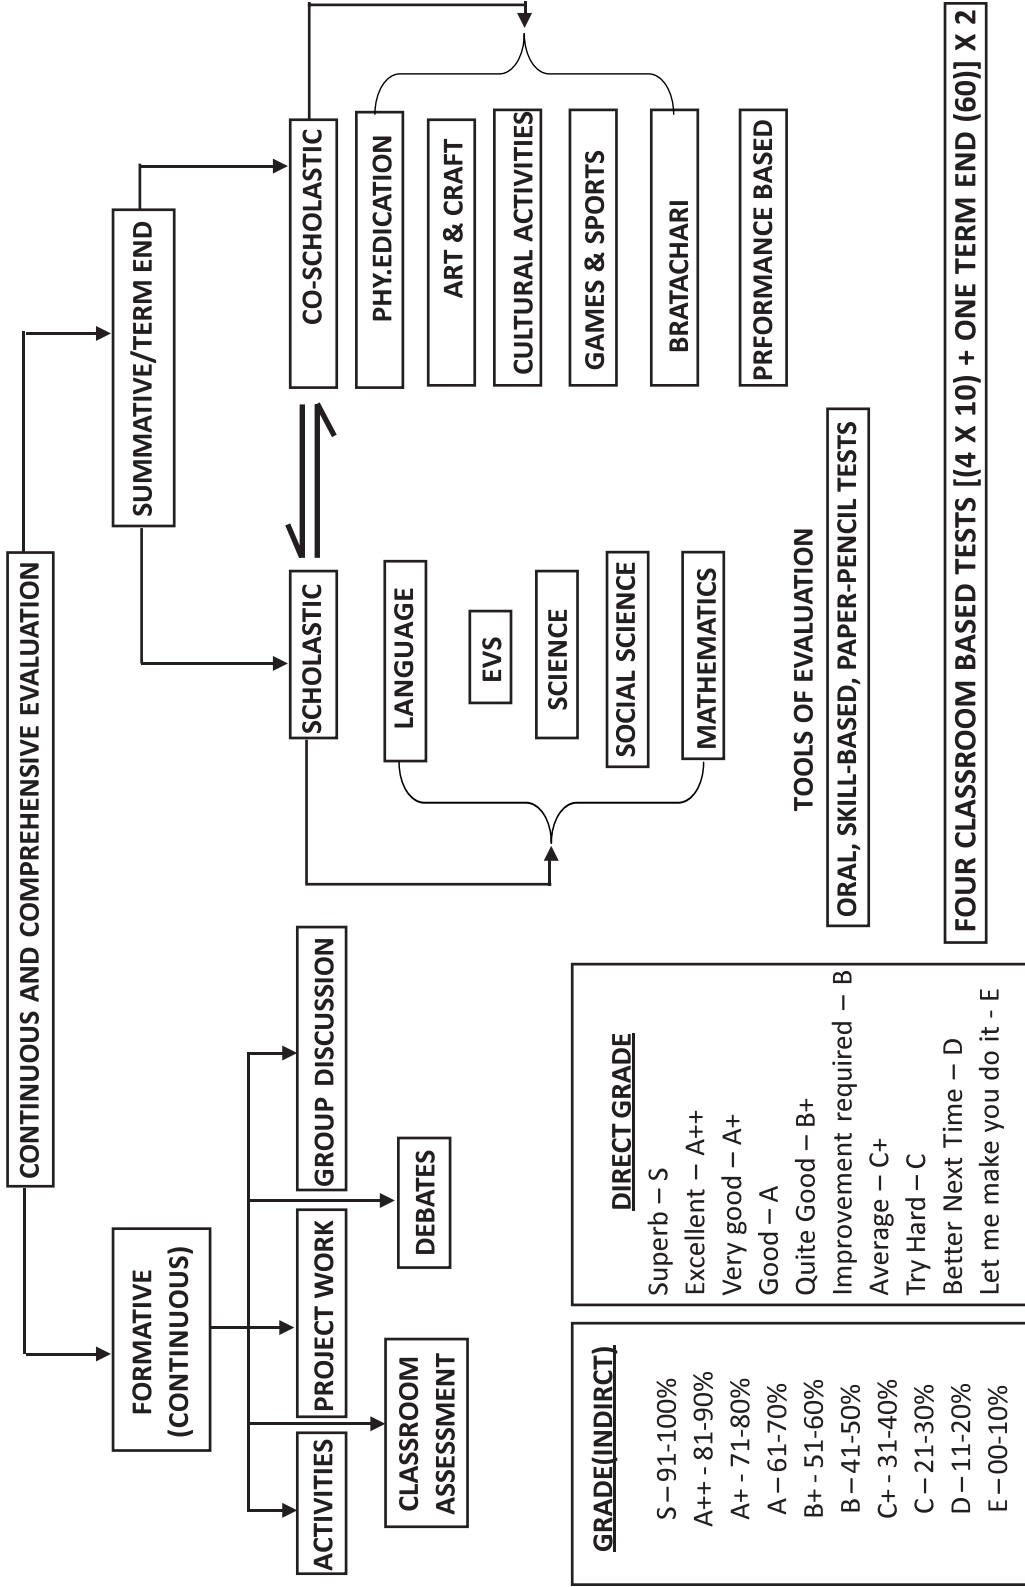 CONTINUOUS AND COMPREHENSIVE EVALUATION
FORMATIVE
(CONTINUOUS)
SUMMATIVE/TERM END
ACTIVITIES
PROJECT WORK
GROUP DISCUSSION
CLASSROOM
ASSESSMENT
DEBATES
SCHOLASTIC
CO-SCHOLASTIC
LANGUAGE
EVS
SCIENCE
SOCIAL SCIENCE
MATHEMATICS
PHY.EDICATION
ART & CRAFT
CULTURAL ACTIVITIES
GAMES & SPORTS
BRATACHARI
PRFORMANCE BASED
TOOLS OF EVALUATION
ORAL, SKILL-BASED, PAPER-PENCIL TESTS
GRADE(INDIRCT)
S – 91-100%
A++ - 81-90%
A+ - 71-80%
A – 61-70%
B+ - 51-60%
B – 41-50%
C+ - 31-40%
C – 21-30%
D – 11-20%
E – 00-10%
DIRECT GRADE
Superb – S
Excellent – A++
Very good – A+
Good – A
Quite Good – B+
Improvement required – B
Average – C+
Try Hard – C
Better Next Time – D
Let me make you do it - E
FOUR CLASSROOM BASED TESTS [(4 X 10) + ONE TERM END (60)] X 2